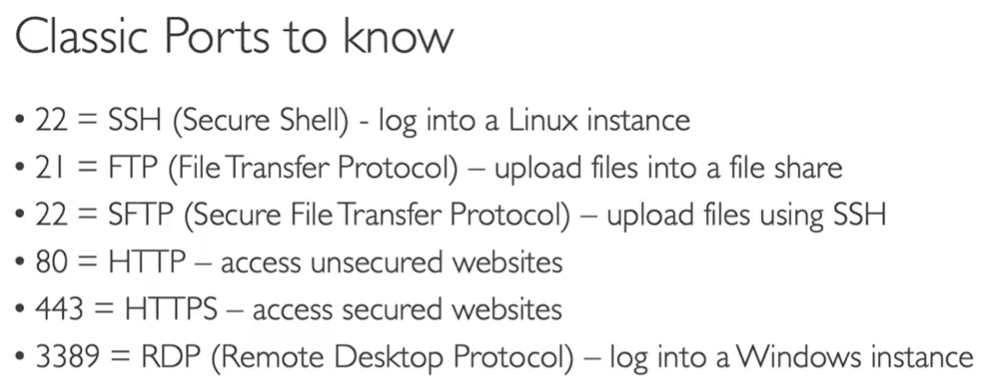 Classic Ports to know
• 22 = SSH (Secure Shell) - log into a Linux instance
• 21 = FTP (File Transfer Protocol) – upload files into a file share
• 22 = SFTP (Secure File Transfer Protocol) – upload files using SSH
• 80 = HTTP – access unsecured websites
• 443 = HTTPS – access secured websites
• 3389 = RDP (Remote Desktop Protocol) – log into a Windows instance